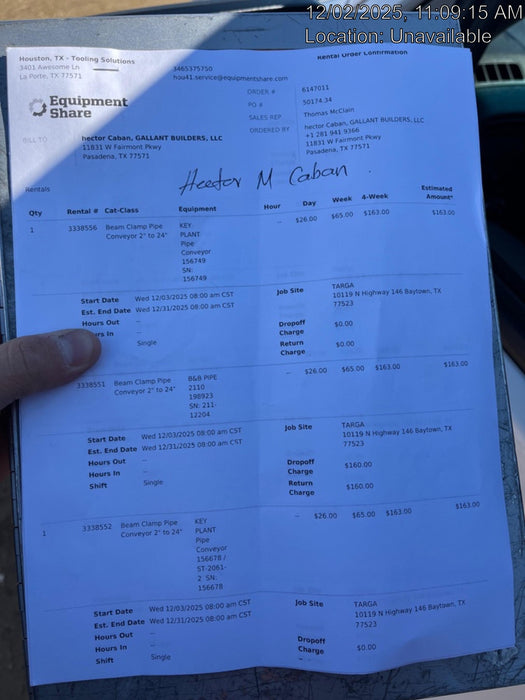 12/02/2025, 11:09:15 AM
Location: Unavailable
Houston, TX - Tooling Solutions
3401 Awesome Ln
La Porte, TX 77571
3465375750
hou41.service@equipmentshare.com
Rental Order Confirmation
EquipmentShare
ORDER # 6147011
PO # 50174.34
SALES REP Thomas McClain
ORDERED BY hector Caban, GALLANT BUILDERS, LLC
+1 281 941 9366
11831 W Fairmont Pkwy
Pasadena, TX 77571
BILL TO hector Caban, GALLANT BUILDERS, LLC
11831 W Fairmont Pkwy
Pasadena, TX 77571
Heetor M Caban
Rentals
Qty Rental # Cat-Class Equipment Hour Day Week 4-Week Estimated Amount*
1 3338556 Beam Clamp Pipe Conveyor 2" to 24" KEY PLANT Pipe Conveyor 156749 SN: 156749 -- $26.00 $65.00 $163.00 $163.00
Start Date Wed 12/03/2025 08:00 am CST
Est. End Date Wed 12/31/2025 08:00 am CST
Hours Out --
rs In --
Single
Job Site TARGA
10119 N Highway 146 Baytown, TX
77523
Dropoff Charge $0.00
Return Charge $0.00
3338551 Beam Clamp Pipe Conveyor 2" to 24" B&B PIPE 2110 198923 SN: 211-12204 -- $26.00 $65.00 $163.00 $163.00
Start Date Wed 12/03/2025 08:00 am CST
Est. End Date Wed 12/31/2025 08:00 am CST
Hours Out --
Hours In --
Shift Single
Job Site TARGA
10119 N Highway 146 Baytown, TX
77523
Dropoff Charge $160.00
Return Charge $160.00
1 3338552 Beam Clamp Pipe Conveyor 2" to 24" KEY PLANT Pipe Conveyor 156678 / ST-2061-2 SN: 156678 -- $26.00 $65.00 $163.00 $163.00
Start Date Wed 12/03/2025 08:00 am CST
Est. End Date Wed 12/31/2025 08:00 am CST
Hours Out --
Hours In --
Shift Single
Job Site TARGA
10119 N Highway 146 Baytown, TX
77523
Dropoff Charge $0.00